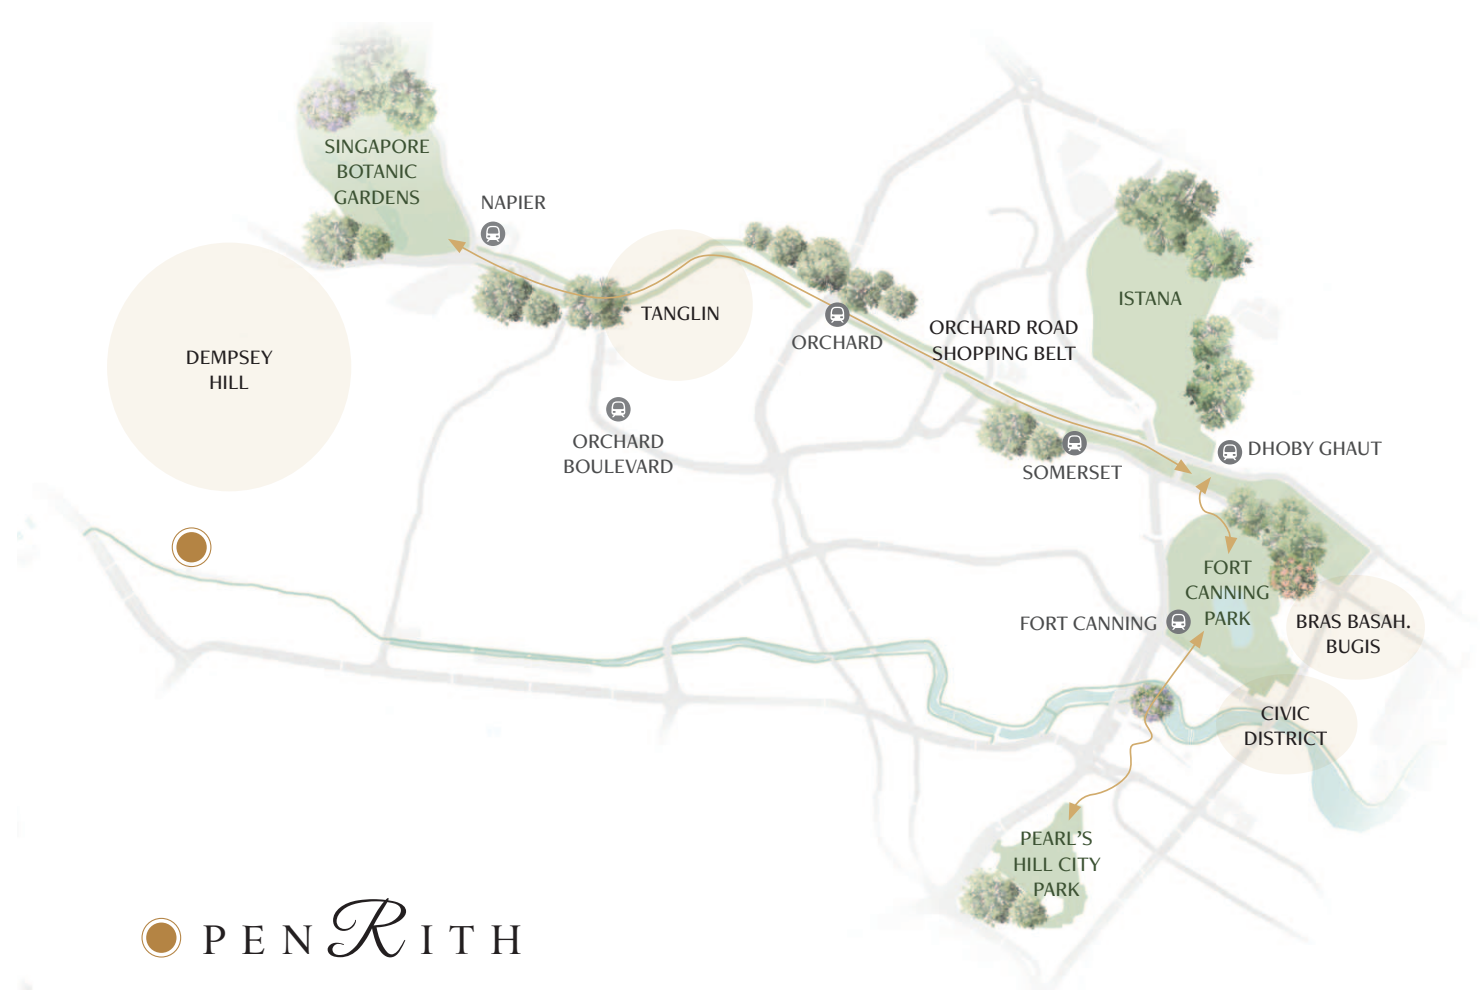 SINGAPORE
BOTANIC
GARDENS
NAPIER
DEMPSEY
HILL
TANGLIN
ORCHARD
ORCHARD ROAD
SHOPPING BELT
ISTANA
ORCHARD
BOULEVARD
SOMERSET
DHOBY GHAUT
FORT
CANNING
PARK
FORT CANNING
BRAS BASAH.
BUGIS
CIVIC
DISTRICT
PEARL'S
HILL CITY
PARK
PENRITH